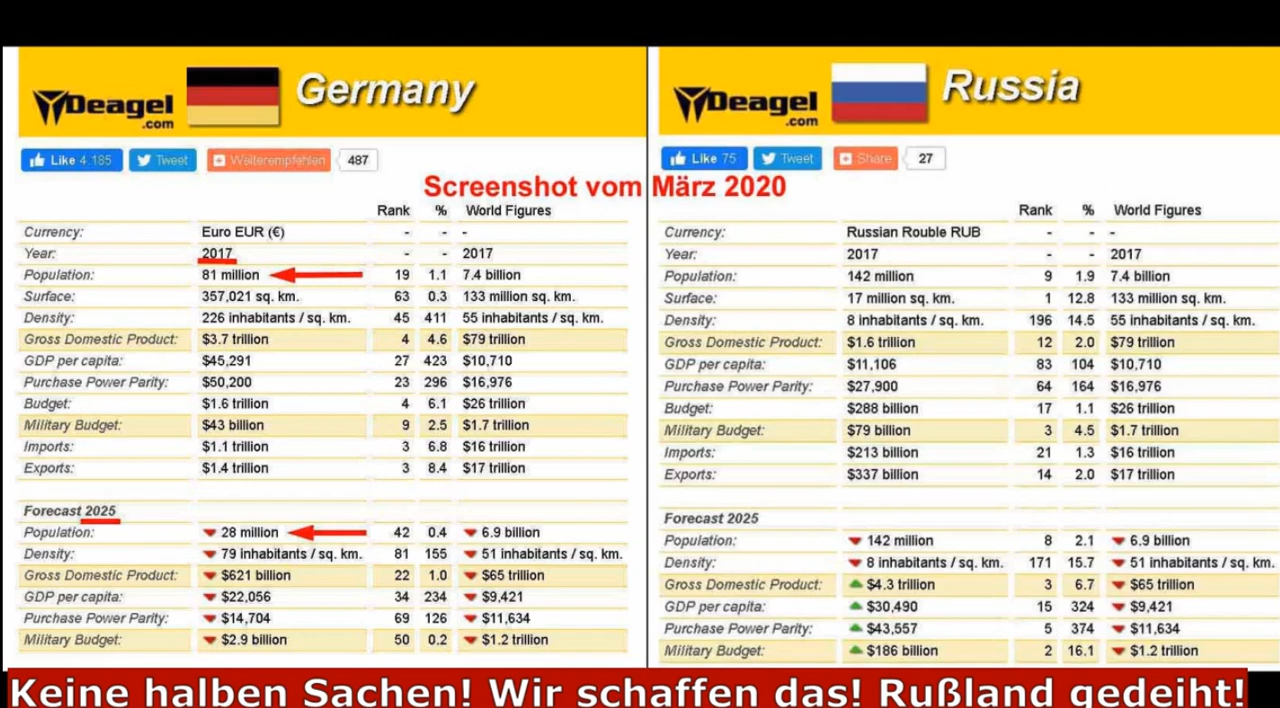 Deagel
.com
Germany
Like 4.185 Tweet Weiterempfehlen 487
Screenshot vom März 2020
Rank % World Figures
Currency: Euro EUR (€) - - -
Year: 2017 - - 2017
Population: 81 million 19 1.1 7.4 billion
Surface: 357,021 sq. km. 63 0.3 133 million sq. km.
Density: 226 inhabitants / sq. km. 45 411 55 inhabitants / sq. km.
Gross Domestic Product: $3.7 trillion 4 4.6 $79 trillion
GDP per capita: $45,291 27 423 $10,710
Purchase Power Parity: $50,200 23 296 $16,976
Budget: $1.6 trillion 4 6.1 $26 trillion
Military Budget: $43 billion 9 2.5 $1.7 trillion
Imports: $1.1 trillion 3 6.8 $16 trillion
Exports: $1.4 trillion 3 8.4 $17 trillion
Forecast 2025
Population: 28 million 42 0.4 6.9 billion
Density: 79 inhabitants / sq. km. 81 155 51 inhabitants / sq. km.
Gross Domestic Product: $621 billion 22 1.0 $65 trillion
GDP per capita: $22,056 34 234 $9,421
Purchase Power Parity: $14,704 69 126 $11,634
Military Budget: $2.9 billion 50 0.2 $1.2 trillion
Deagel
.com
Russia
Like 75 Tweet Share 27
Rank % World Figures
Currency: Russian Rouble RUB - - -
Year: 2017 - - 2017
Population: 142 million 9 1.9 7.4 billion
Surface: 17 million sq. km. 1 12.8 133 million sq. km.
Density: 8 inhabitants / sq. km. 196 14.5 55 inhabitants / sq. km.
Gross Domestic Product: $1.6 trillion 12 2.0 $79 trillion
GDP per capita: $11,106 83 104 $10,710
Purchase Power Parity: $27,900 64 164 $16,976
Budget: $288 billion 17 1.1 $26 trillion
Military Budget: $79 billion 3 4.5 $1.7 trillion
Imports: $213 billion 21 1.3 $16 trillion
Exports: $337 billion 14 2.0 $17 trillion
Forecast 2025
Population: 142 million 8 2.1 6.9 billion
Density: 8 inhabitants / sq. km. 171 15.7 51 inhabitants / sq. km.
Gross Domestic Product: $4.3 trillion 3 6.7 $65 trillion
GDP per capita: $30,490 15 324 $9,421
Purchase Power Parity: $43,557 5 374 $11,634
Military Budget: $186 billion 2 16.1 $1.2 trillion
Keine halben Sachen! Wir schaffen das! Rußland gedeiht!